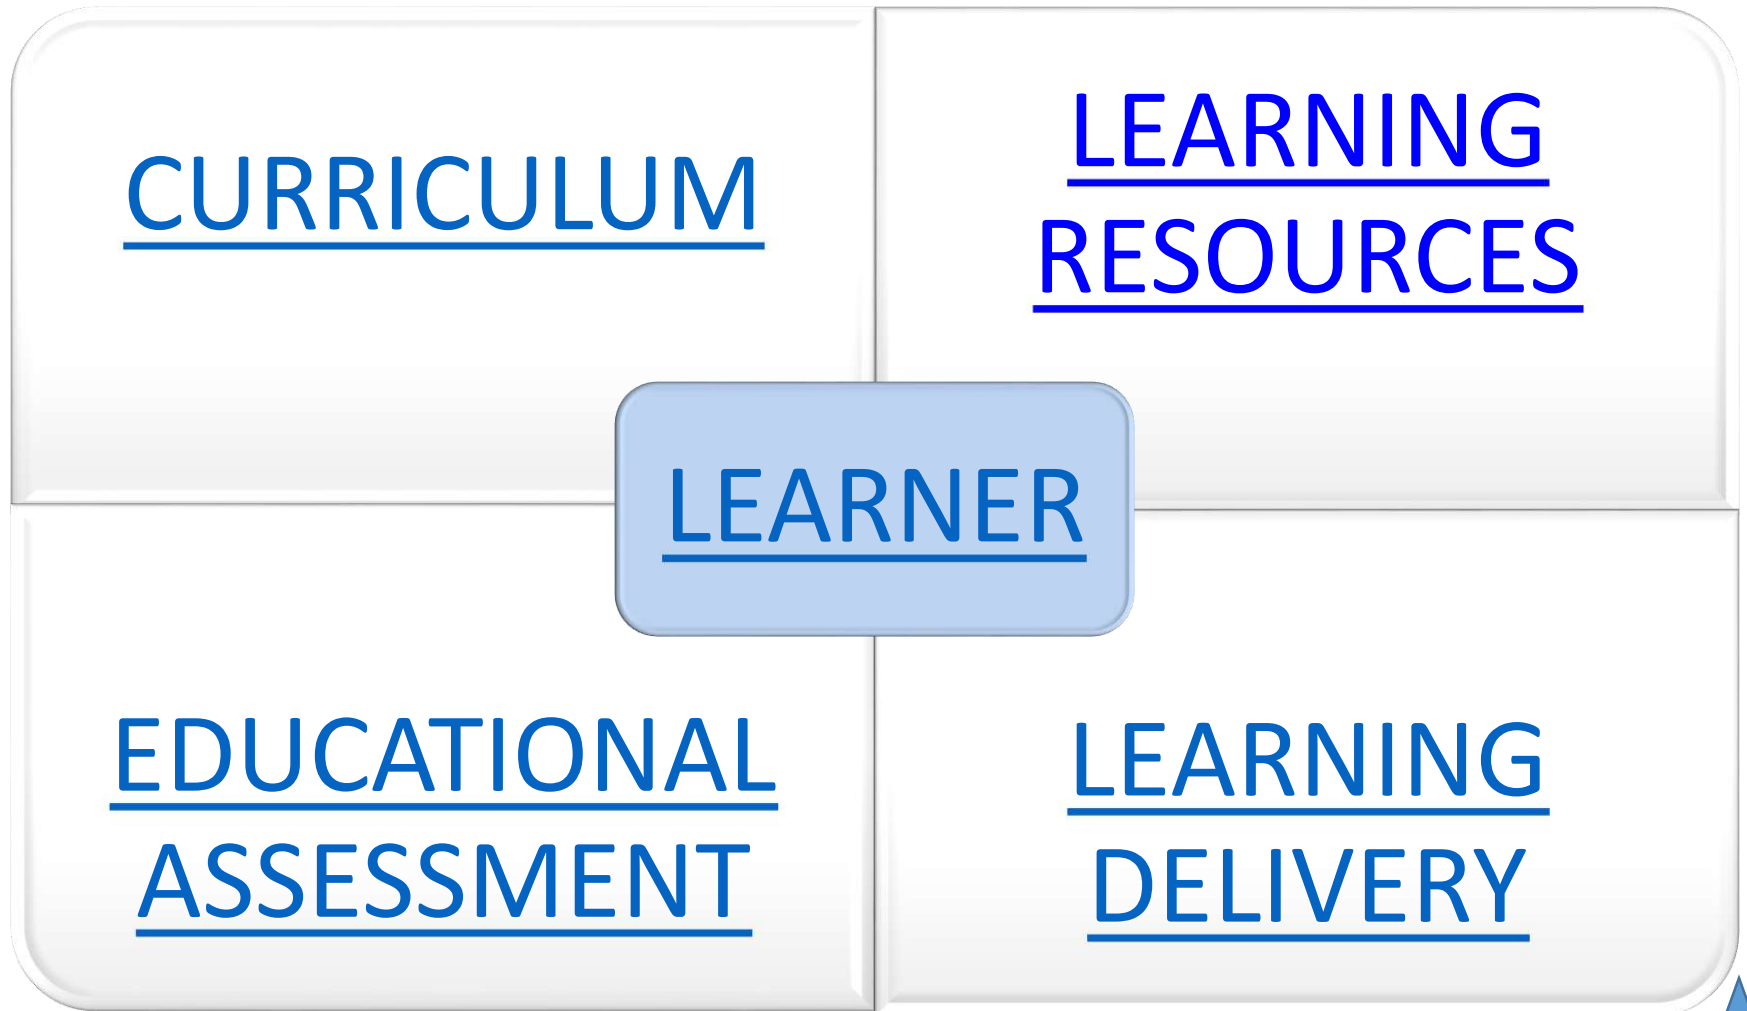 CURRICULUM
LEARNING
RESOURCES
LEARNER
EDUCATIONAL
ASSESSMENT
LEARNING
DELIVERY